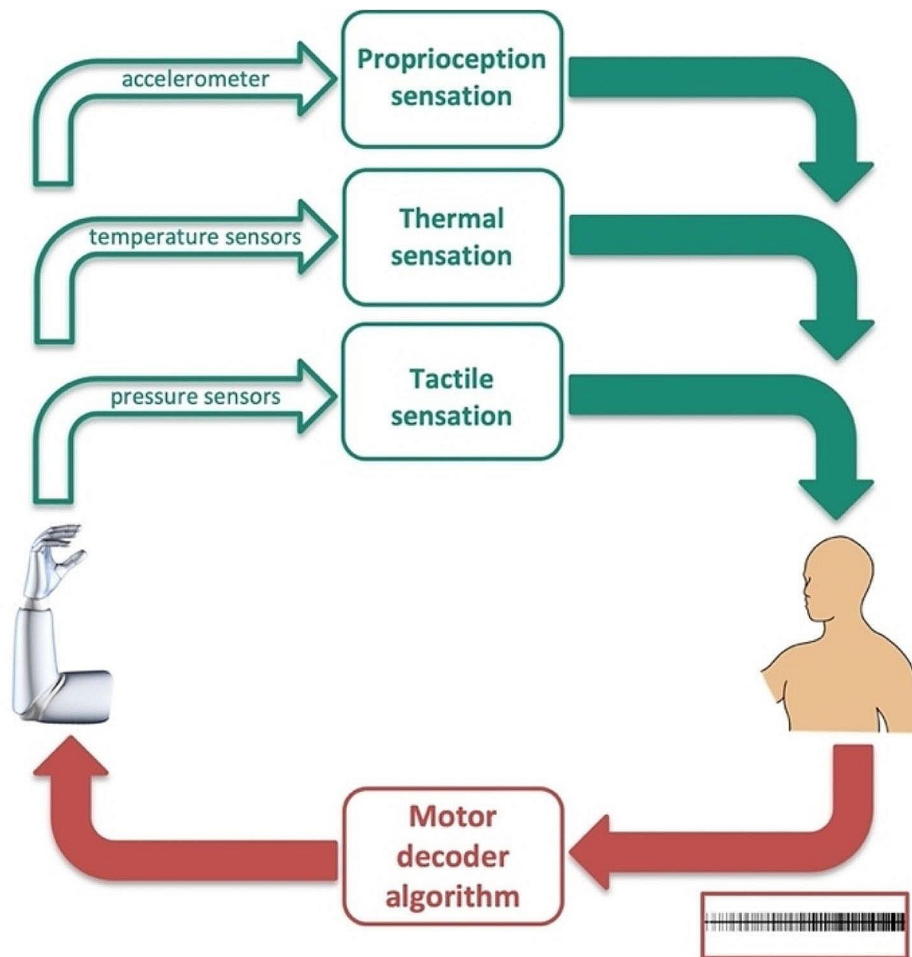 accelerometer
Proprioception
sensation
temperature sensors
Thermal
sensation
pressure sensors
Tactile
sensation
Motor
decoder
algorithm